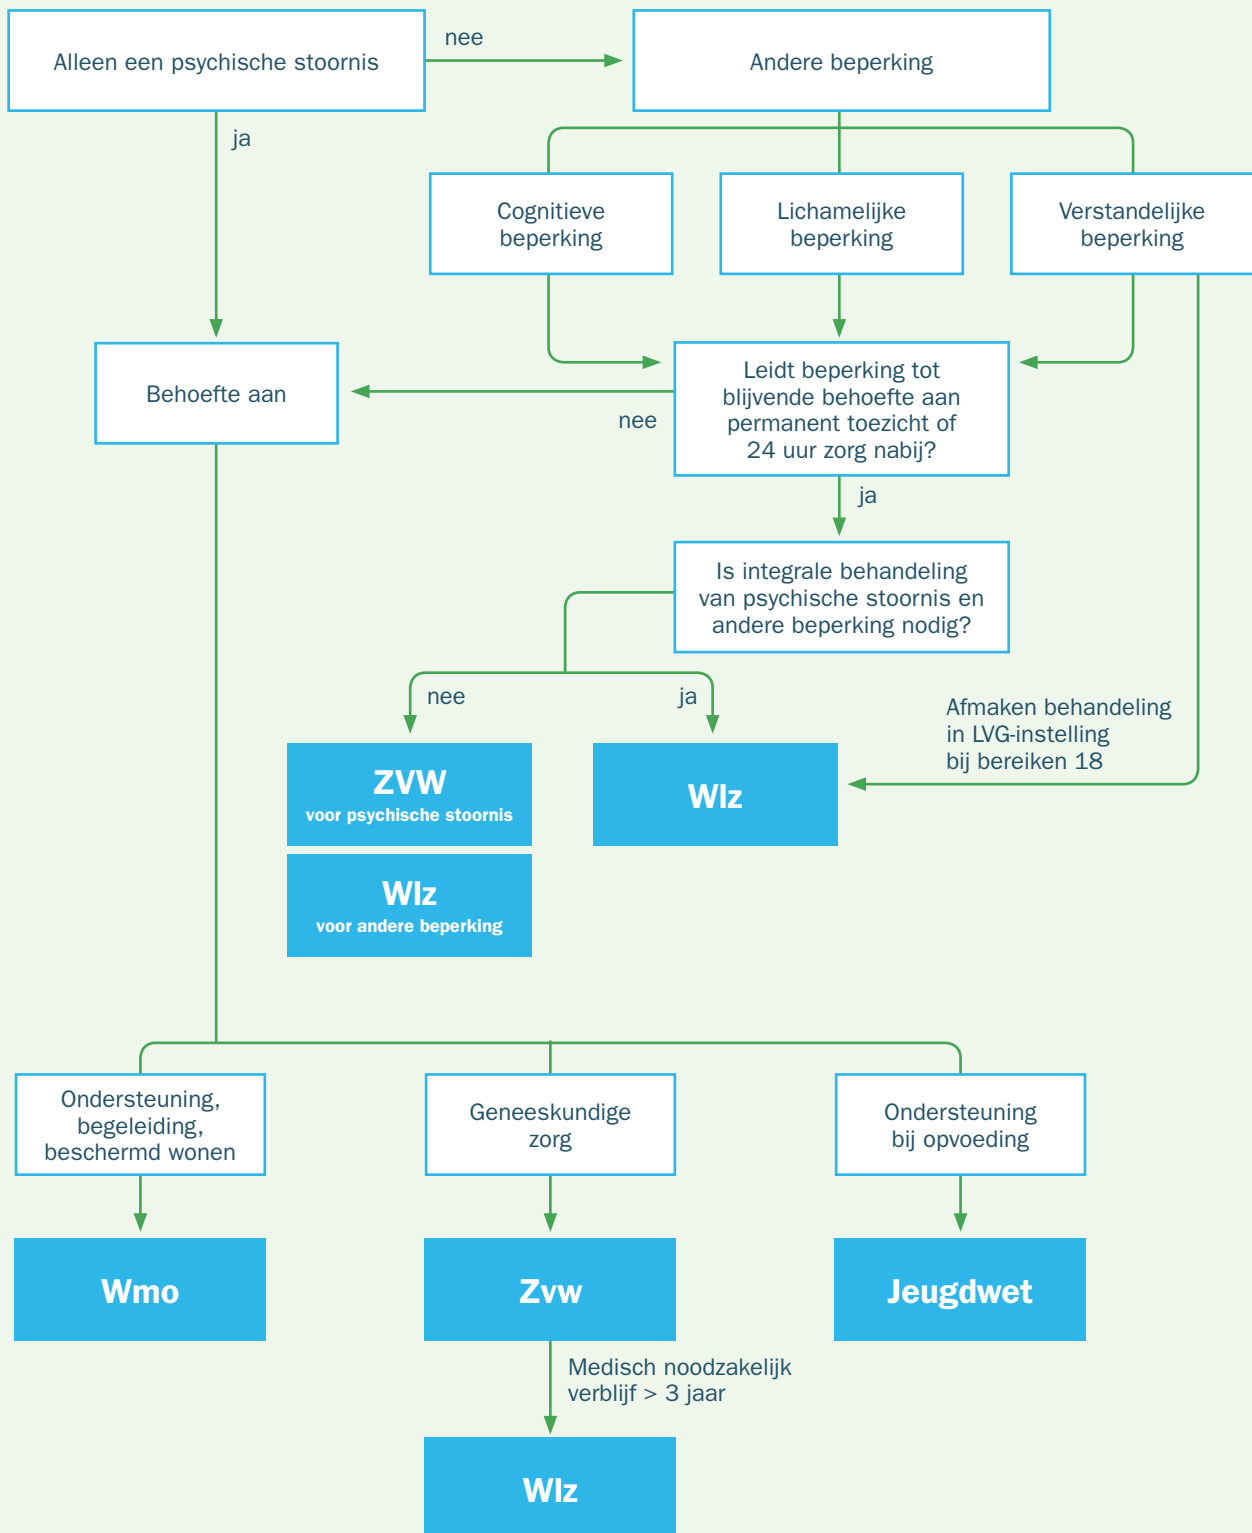 Alleen een psychische stoornis
nee
Andere beperking
ja
Cognitieve
beperking
Lichamelijke
beperking
Verstandelijke
beperking
Behoefte aan
nee
Leidt beperking tot
blijvende behoefte aan
permanent toezicht of
24 uur zorg nabij?
ja
Is integrale behandeling
van psychische stoornis en
andere beperking nodig?
nee
ja
Afmaken behandeling
in LVG-instelling
bij bereiken 18
ZVW
voor psychische stoornis
Wlz
Wlz
voor andere beperking
Ondersteuning,
begeleiding,
beschermd wonen
Geneeskundige
zorg
Ondersteuning
bij opvoeding
Wmo
Zvw
Jeugdwet
Medisch noodzakelijk
verblijf > 3 jaar
Wlz